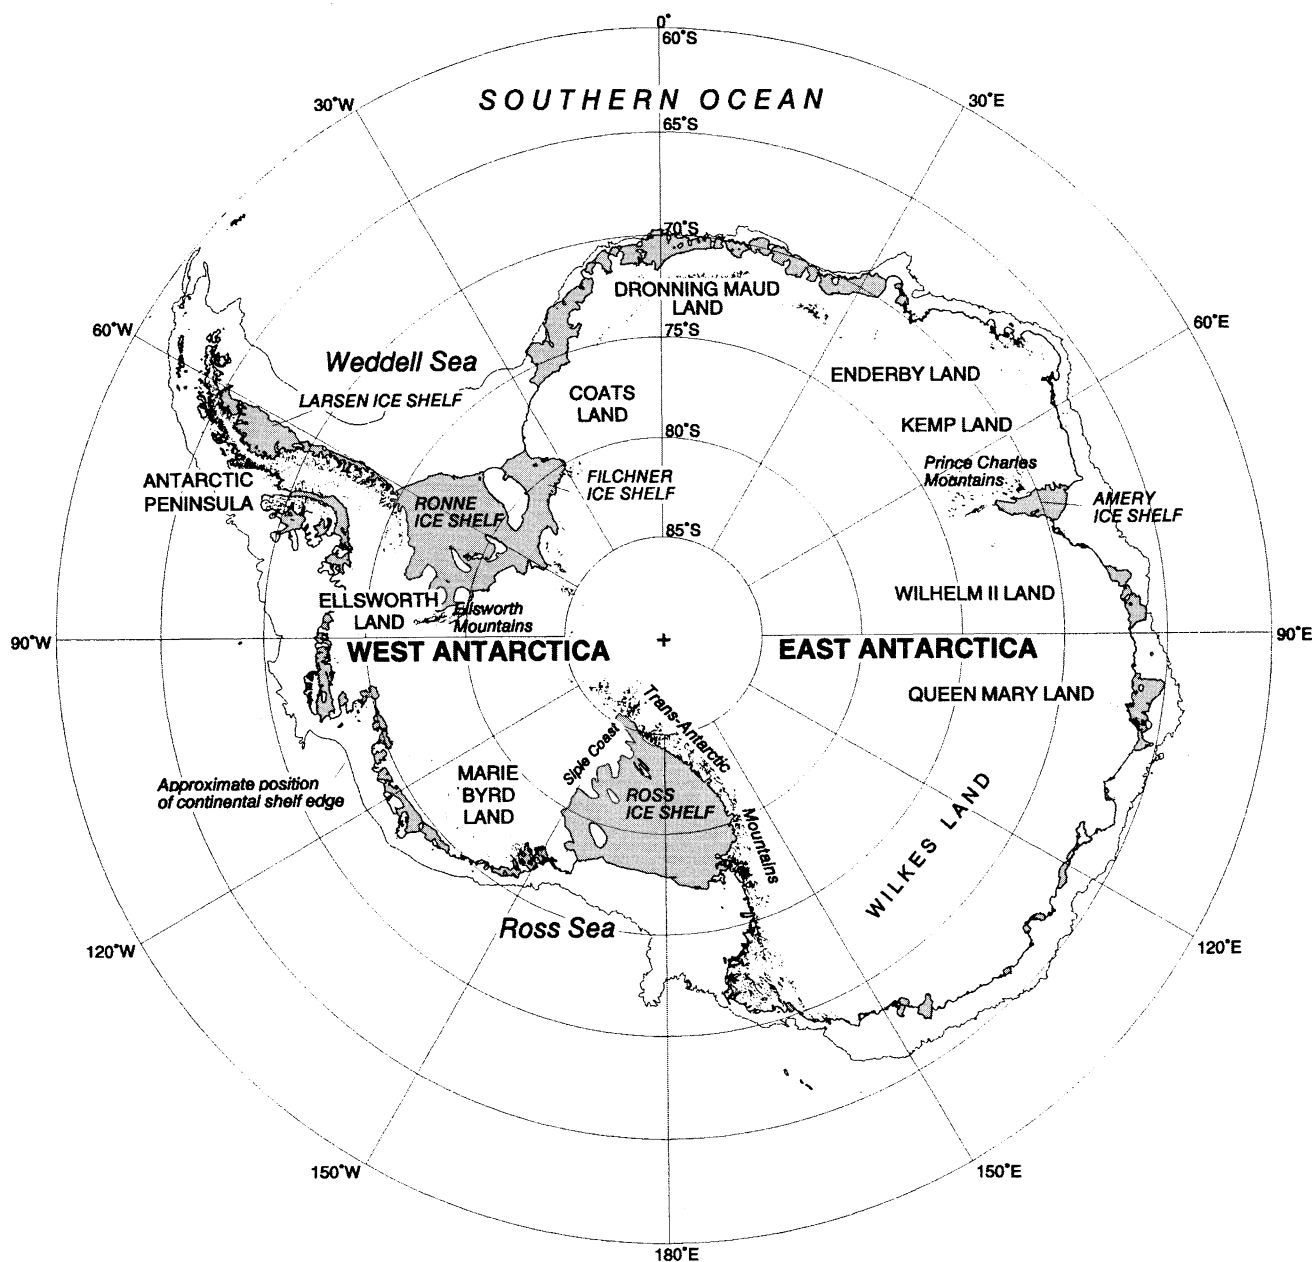 0°
60°S
30°W
SOUTHERN OCEAN
30°E
65°S
70°S
DRONNING MAUD
LAND
60°W
75°S
60°E
Weddell Sea
ENDERBY LAND
LARSEN ICE SHELF
COATS
LAND
KEMP LAND
80°S
Prince Charles
Mountains
ANTARCTIC
PENINSULA
FILCHNER
ICE SHELF
RONNE
ICE SHELF
AMERY
ICE SHELF
85°S
ELLSWORTH
LAND
Ellsworth
Mountains
WILHELM II LAND
90°W
WEST ANTARCTICA
+
EAST ANTARCTICA
90°E
QUEEN MARY LAND
Trans-Antarctic
Mountains
Siple Coast
Approximate position
of continental shelf edge
MARIE
BYRD
LAND
ROSS
ICE SHELF
WILKES LAND
Ross Sea
120°W
120°E
150°W
150°E
180°E